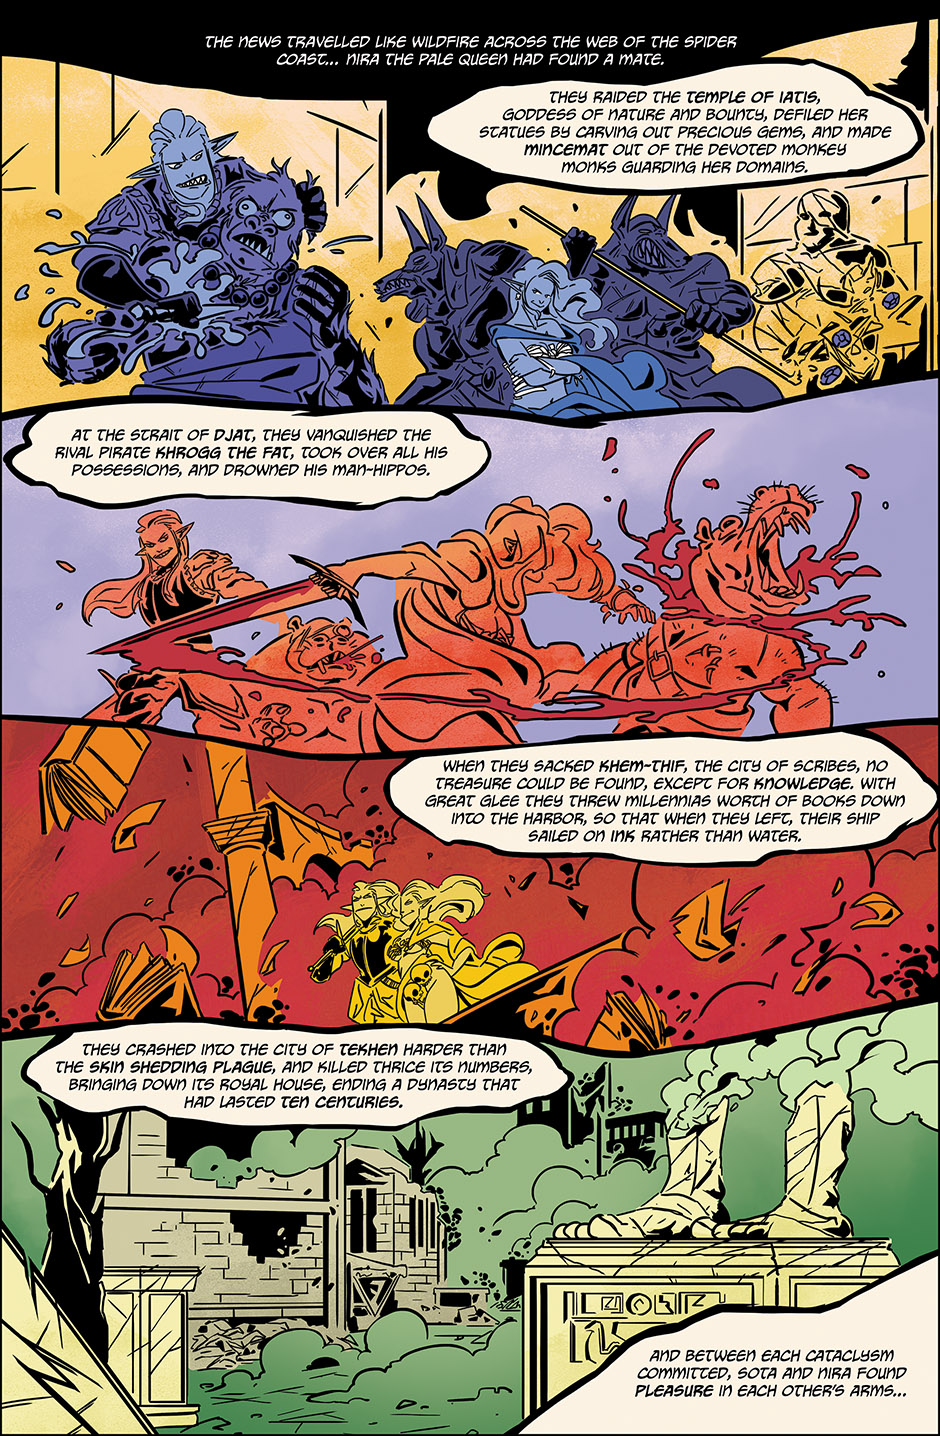 THE NEWS TRAVELLED LIKE WILDFIRE ACROSS THE WEB OF THE SPIDER
COAST... NIRA THE PALE QUEEN HAD FOUND A MATE.
THEY RAIDED THE TEMPLE OF IATIS,
GODDESS OF NATURE AND BOUNTY, DEFILED HER
STATUES BY CARVING OUT PRECIOUS GEMS, AND MADE
MINCEMAT OUT OF THE DEVOTED MONKEY
MONKS GUARDING HER DOMAINS.
AT THE STRAIT OF DJAT, THEY VANQUISHED THE
RIVAL PIRATE KHROGG THE FAT, TOOK OVER ALL HIS
POSSESSIONS, AND DROWNED HIS MAN-HIPPOS.
WHEN THEY SACKED KHEM-THIF, THE CITY OF SCRIBES, NO
TREASURE COULD BE FOUND, EXCEPT FOR KNOWLEDGE. WITH
GREAT GLEE THEY THREW MILLENNIAS WORTH OF BOOKS DOWN
INTO THE HARBOR, SO THAT WHEN THEY LEFT, THEIR SHIP
SAILED ON INK RATHER THAN WATER.
THEY CRASHED INTO THE CITY OF TEKHEN HARDER THAN
THE SKIN SHEDDING PLAGUE, AND KILLED THRICE ITS NUMBERS,
BRINGING DOWN ITS ROYAL HOUSE, ENDING A DYNASTY THAT
HAD LASTED TEN CENTURIES.
AND BETWEEN EACH CATACLYSM
COMMITTED, SOTA AND NIRA FOUND
PLEASURE IN EACH OTHER'S ARMS...